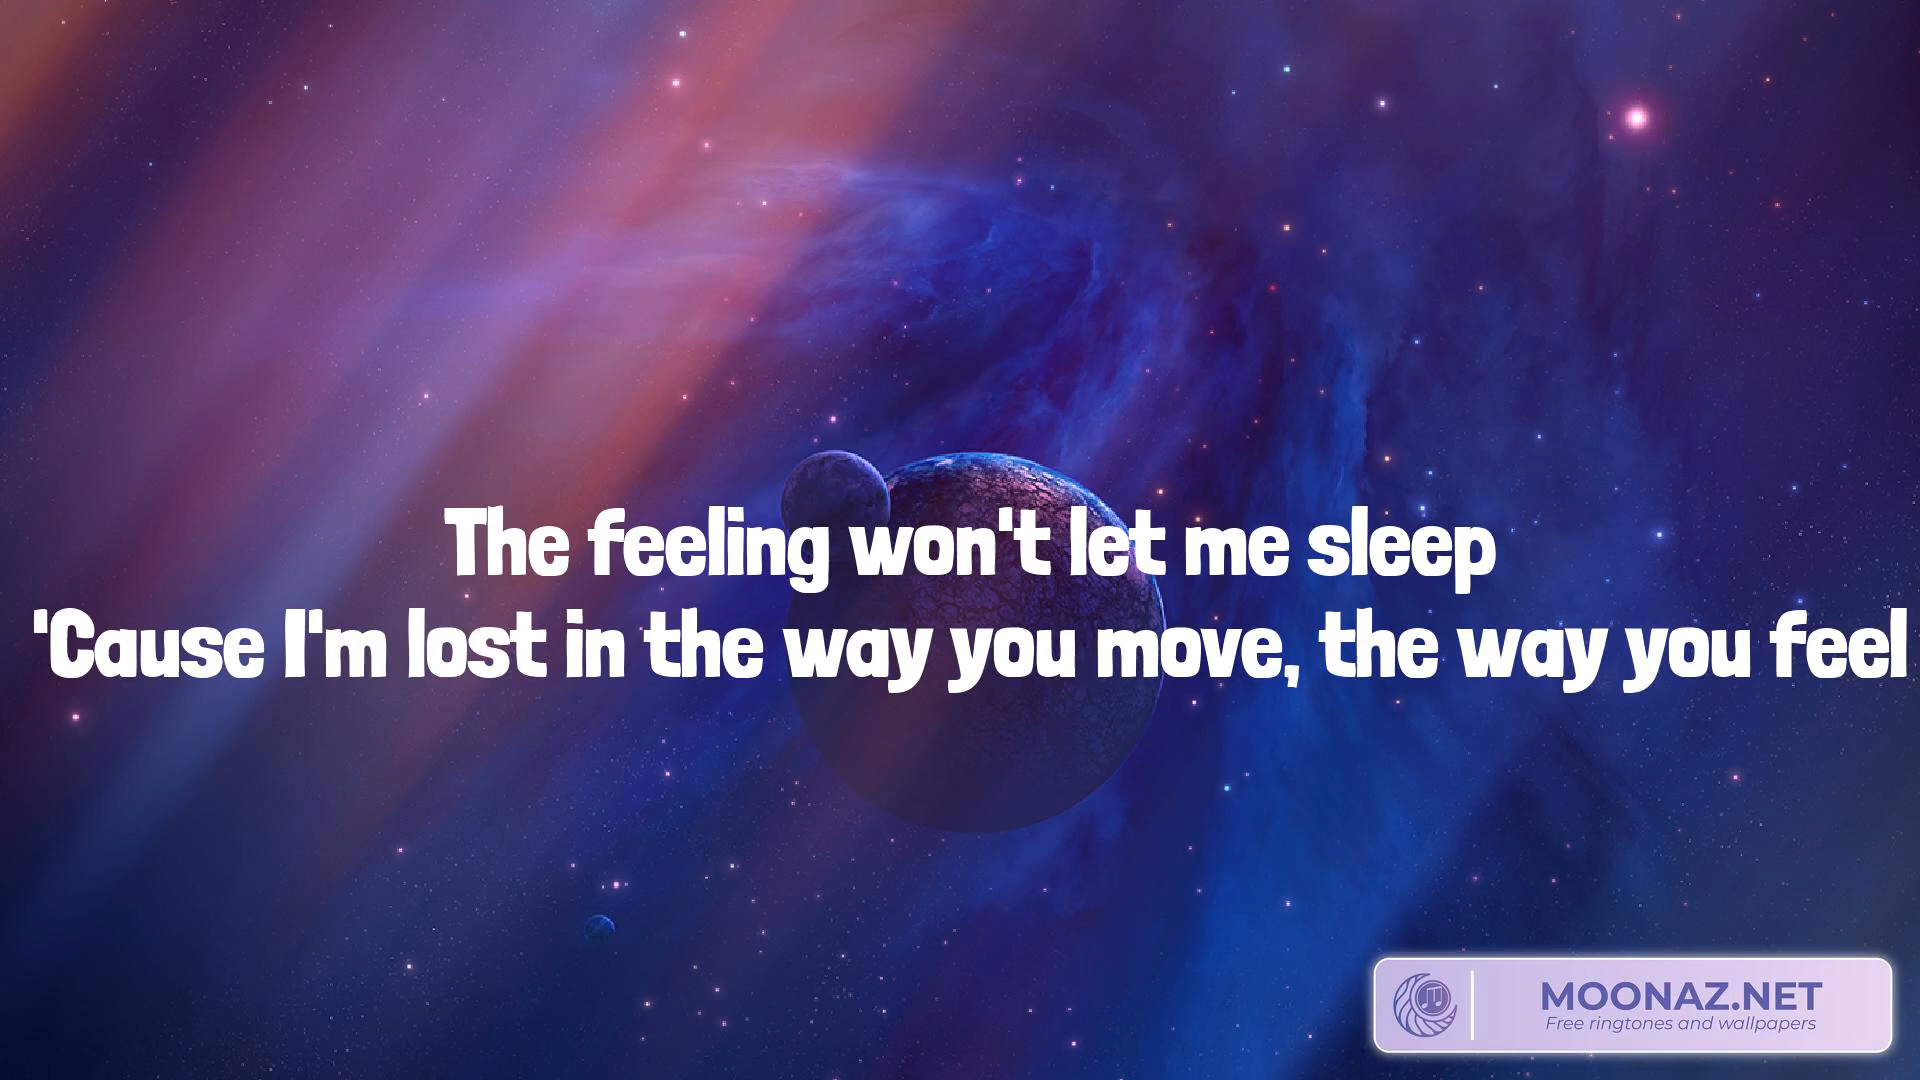 The feeling won't let me sleep
'Cause I'm lost in the way you move, the way you feel
MOONAZ.NET
Free ringtones and wallpapers